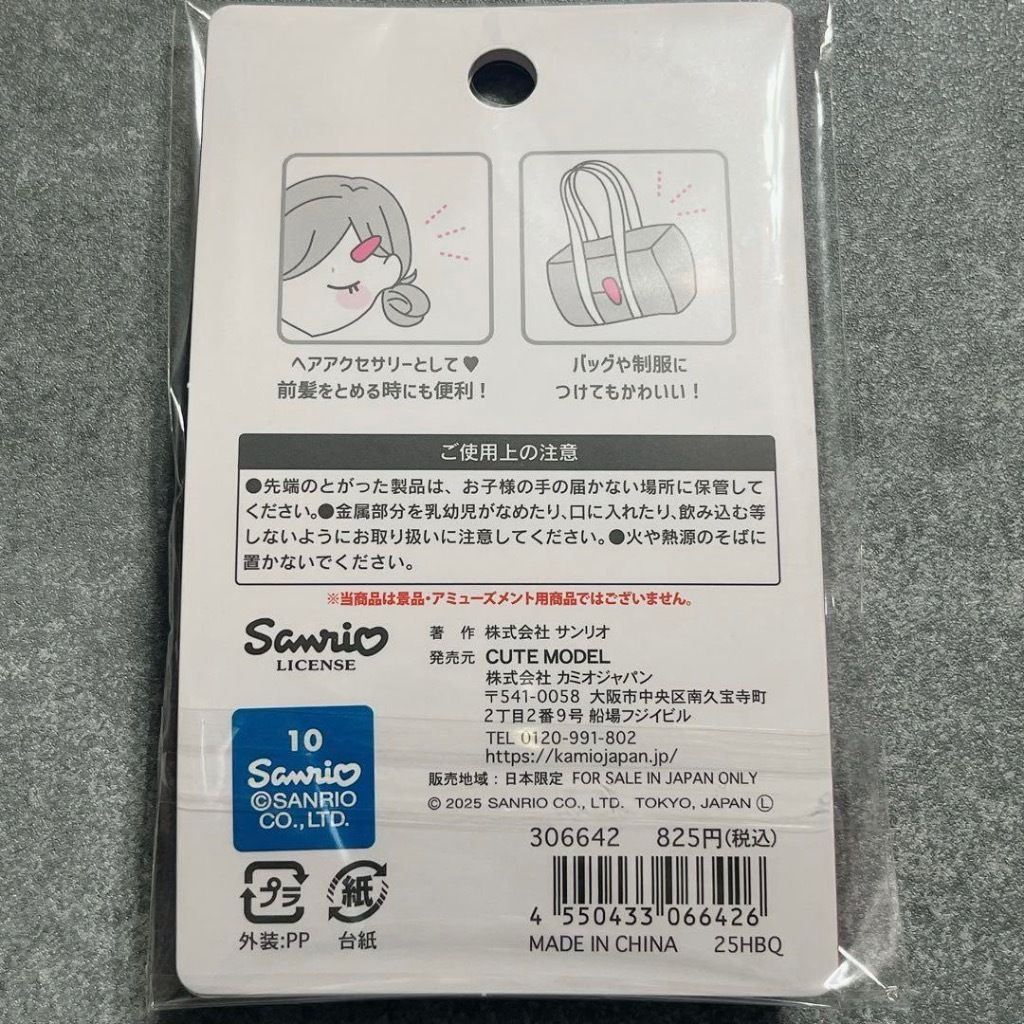 ヘアアクセサリーとして♥
前髪をとめる時にも便利！
バッグや制服に
つけてもかわいい！
ご使用上の注意
●先端のとがった製品は、お子様の手の届かない場所に保管して
ください。●金属部分を乳幼児がなめたり、口に入れたり、飲み込む等
しないようにお取り扱いに注意してください。●火や熱源のそばに
置かないでください。
※当商品は景品・アミューズメント用商品ではございません。
Sanrio
LICENSE
著 作 株式会社 サンリオ
発売元 CUTE MODEL
株式会社 カミオジャパン
〒541-0058 大阪市中央区南久宝寺町
2丁目2番9号 船場フジイビル
TEL 0120-991-802
https://kamiojapan.jp/
販売地域：日本限定 FOR SALE IN JAPAN ONLY
© 2025 SANRIO CO., LTD. TOKYO, JAPAN Ⓛ
10
Sanrio
©SANRIO
CO.,LTD.
306642 825円(税込)
4 550433 066426
MADE IN CHINA 25HBQ
プラ
外装:PP
紙
台紙